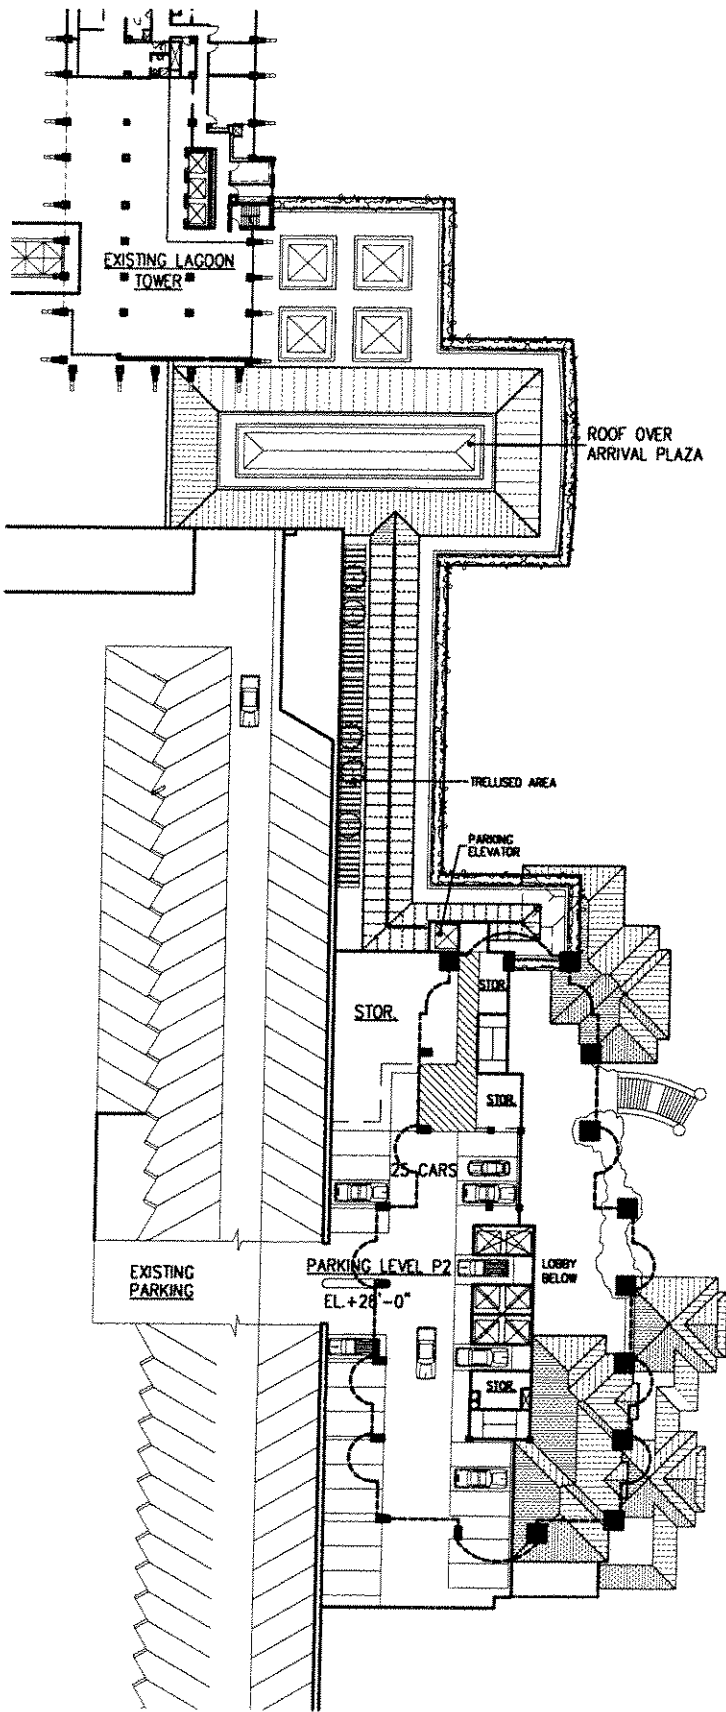 EXISTING LAGOON
TOWER
ROOF OVER
ARRIVAL PLAZA
TRELLISED AREA
PARKING
ELEVATOR
STOR.
STOR.
STOR.
25 CARS
EXISTING
PARKING
PARKING LEVEL P2
EL.+28'-0"
LOBBY
BELOW
STOR.